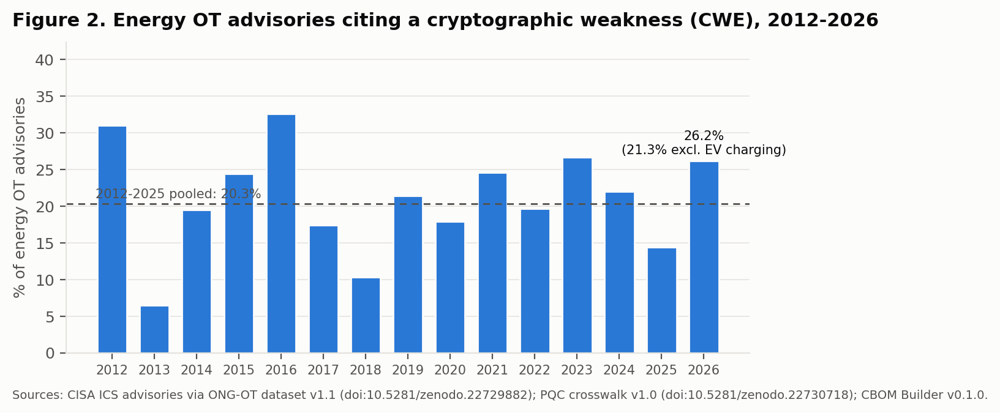 Figure 2. Energy OT advisories citing a cryptographic weakness (CWE), 2012-2026
% of energy OT advisories
40
35
30
25
20
15
10
5
0
26.2%
(21.3% excl. EV charging)
2012-2025 pooled: 20.3%
2012 2013 2014 2015 2016 2017 2018 2019 2020 2021 2022 2023 2024 2025 2026
Sources: CISA ICS advisories via ONG-OT dataset v1.1 (doi:10.5281/zenodo.22729882); PQC crosswalk v1.0 (doi:10.5281/zenodo.22730718); CBOM Builder v0.1.0.